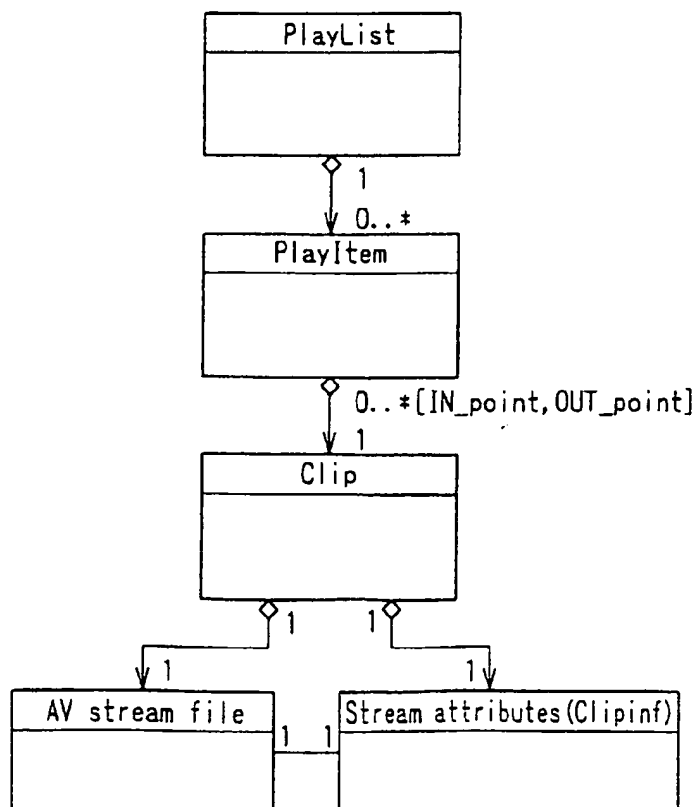 PlayList
1
0..*
PlayItem
0..*[IN_point,OUT_point]
1
Clip
1 1
1 1
AV stream file Stream attributes(Clipinf)
1 1